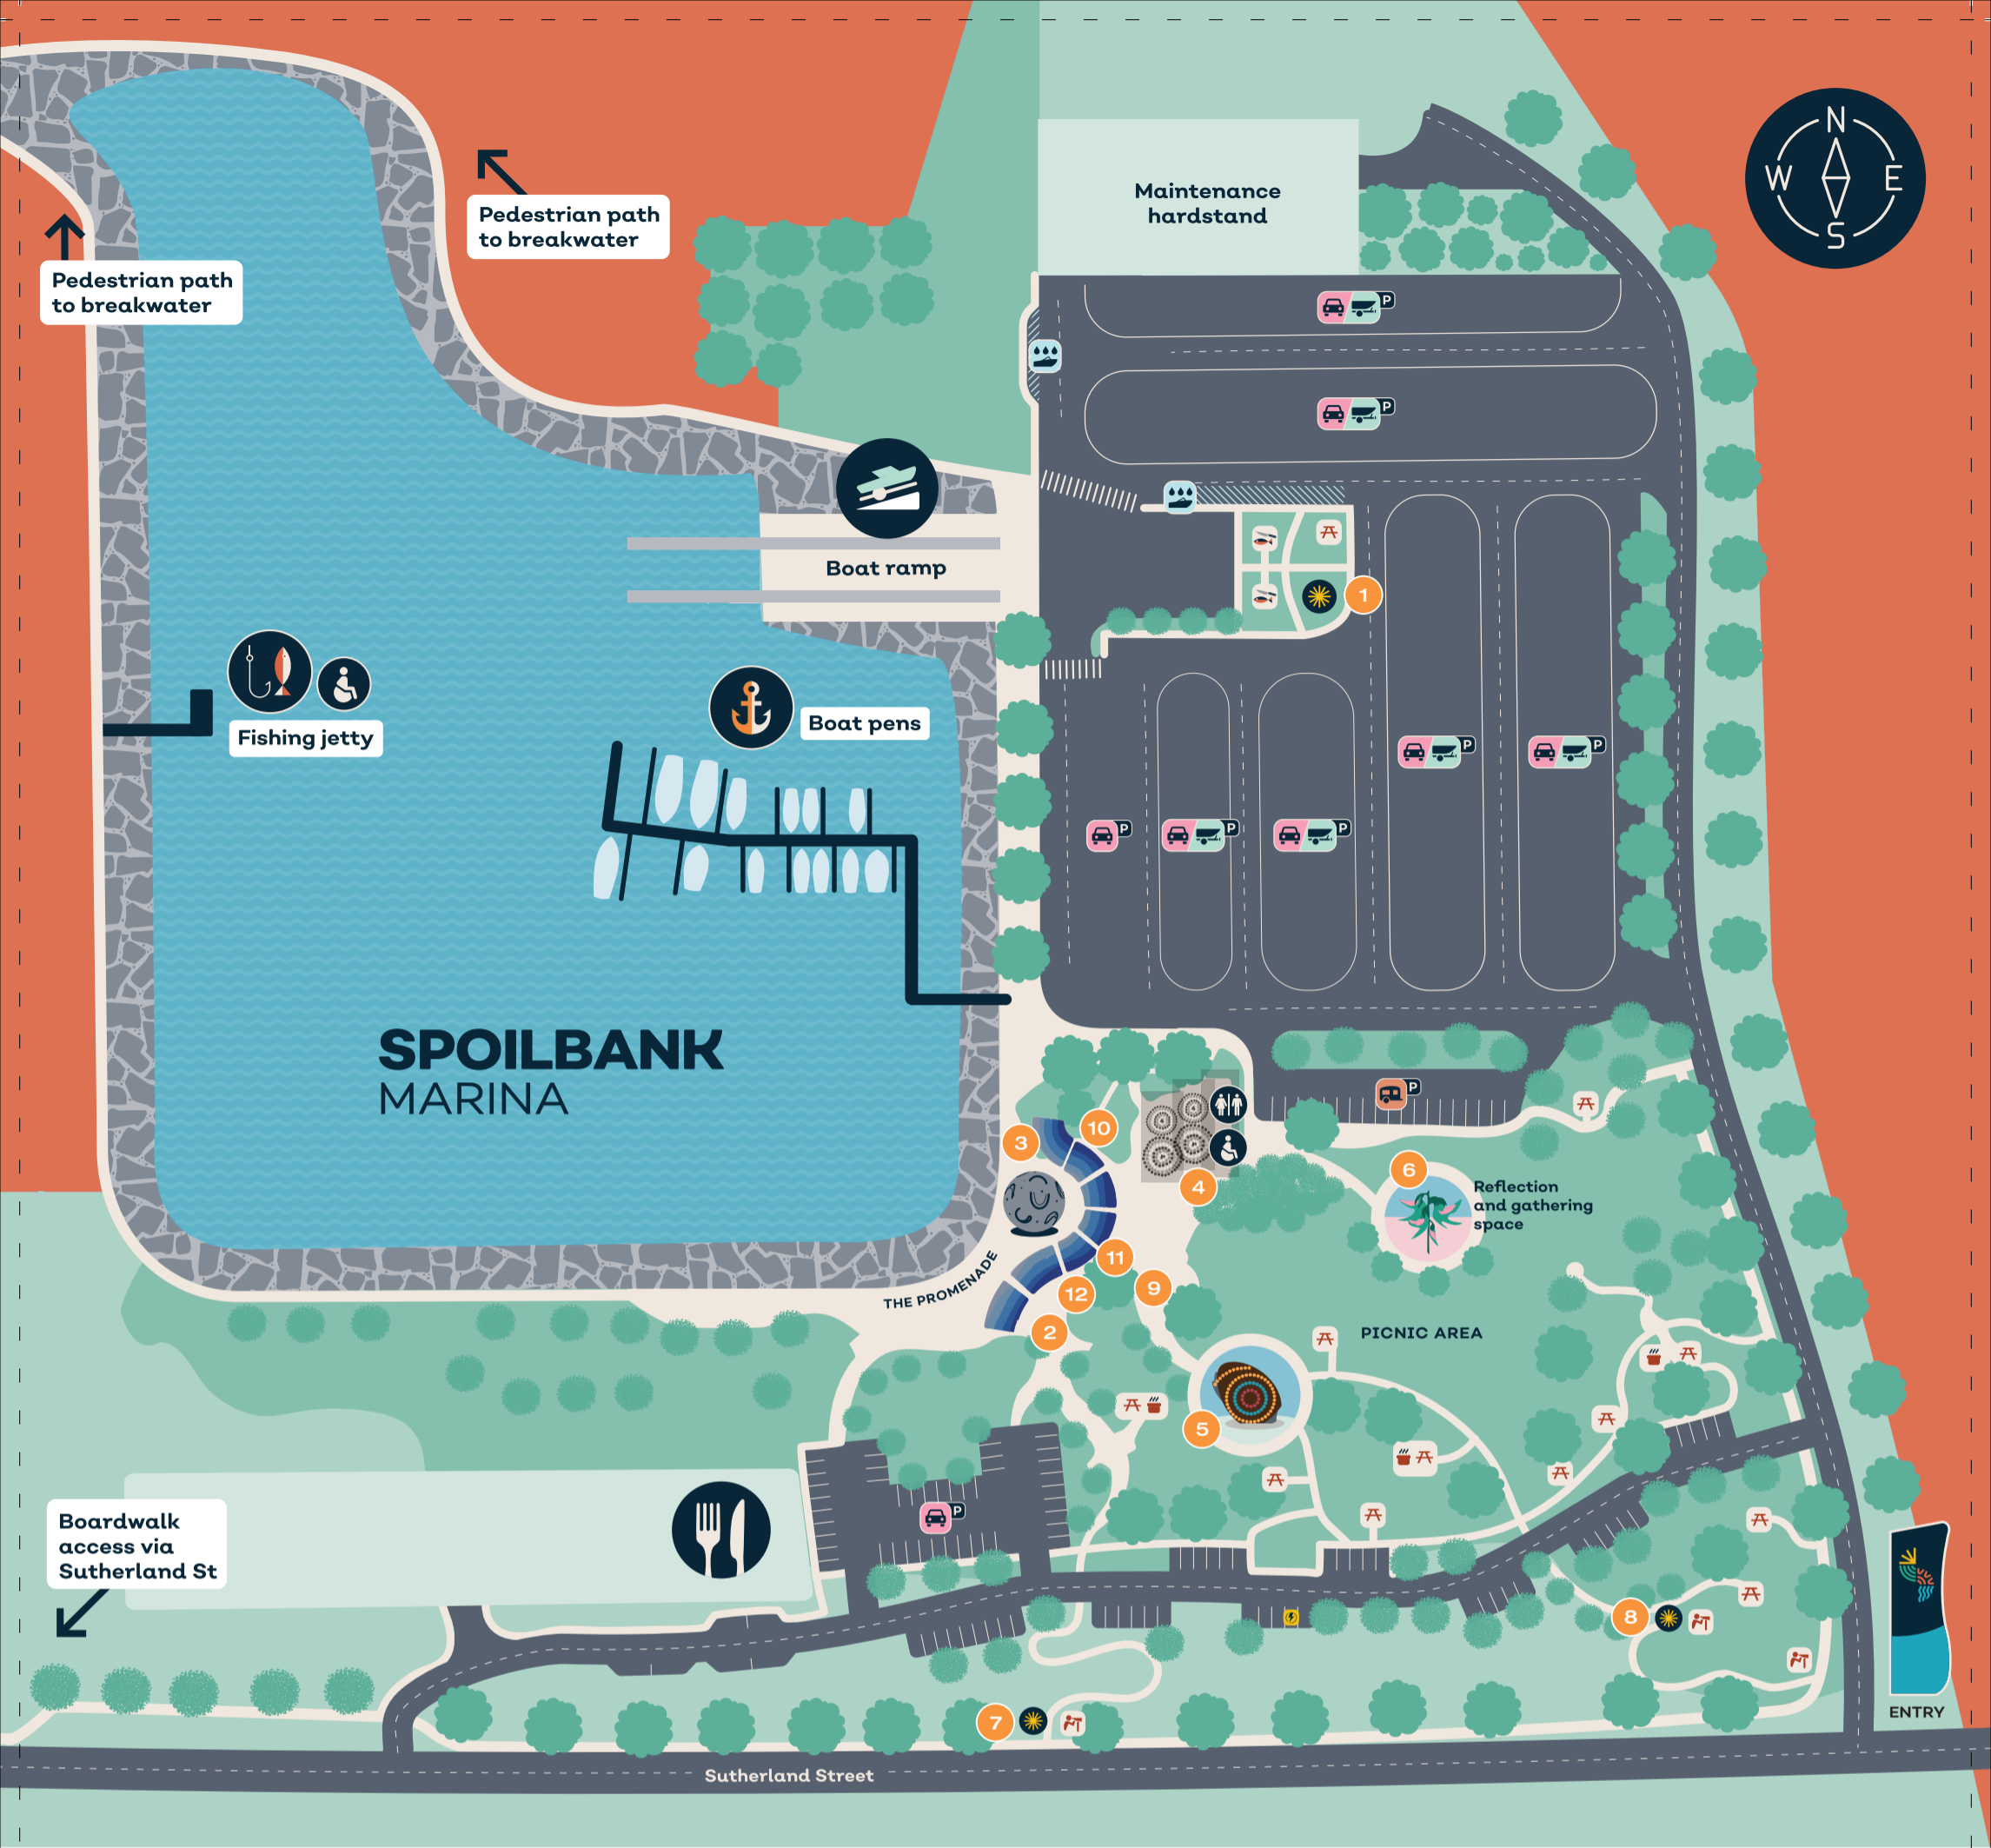 N
W E
S
Maintenance
hardstand
Pedestrian path
to breakwater
Pedestrian path
to breakwater
P
P
Boat ramp
1
Fishing jetty
Boat pens
P
P
P
P
P
SPOILBANK
MARINA
P
3
10
4
6
Reflection
and gathering
space
11
12
9
2
THE PROMENADE
PICNIC AREA
5
P
Boardwalk
access via
Sutherland St
8
7
ENTRY
Sutherland Street